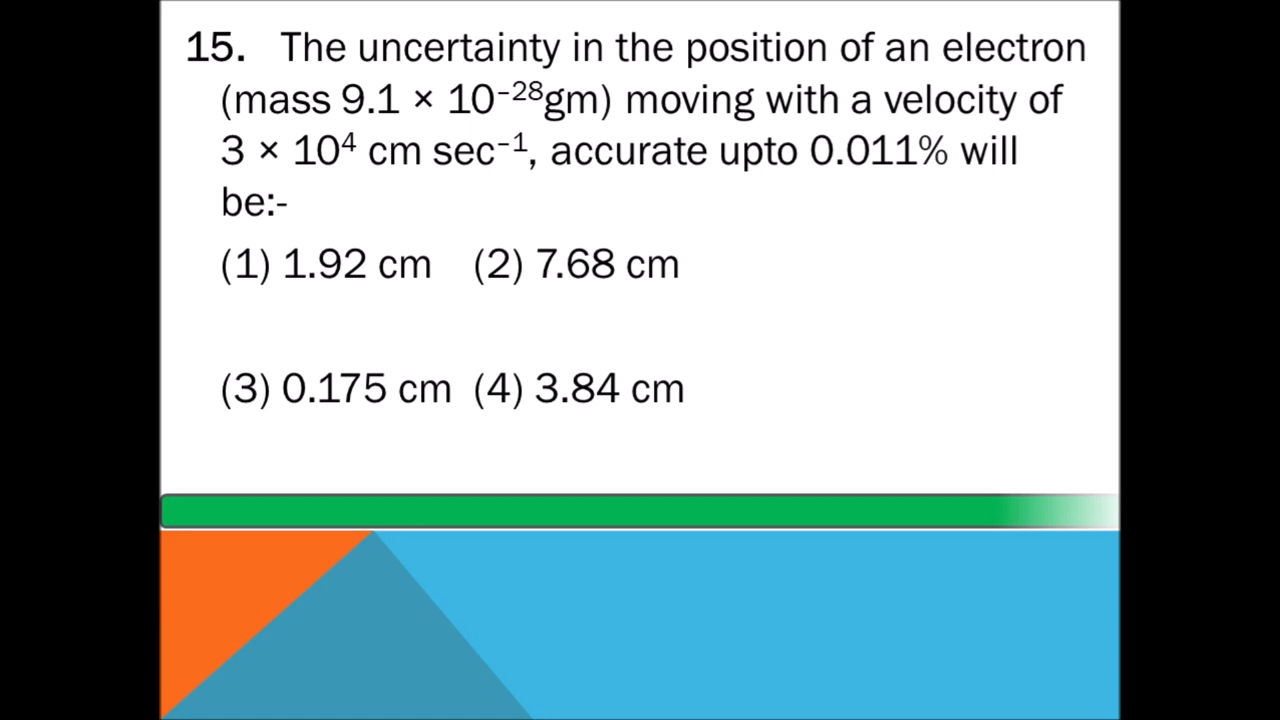 15. The uncertainty in the position of an electron
(mass 9.1 × 10⁻²⁸gm) moving with a velocity of
3 × 10⁴ cm sec⁻¹, accurate upto 0.011% will
be:-
(1) 1.92 cm (2) 7.68 cm
(3) 0.175 cm (4) 3.84 cm